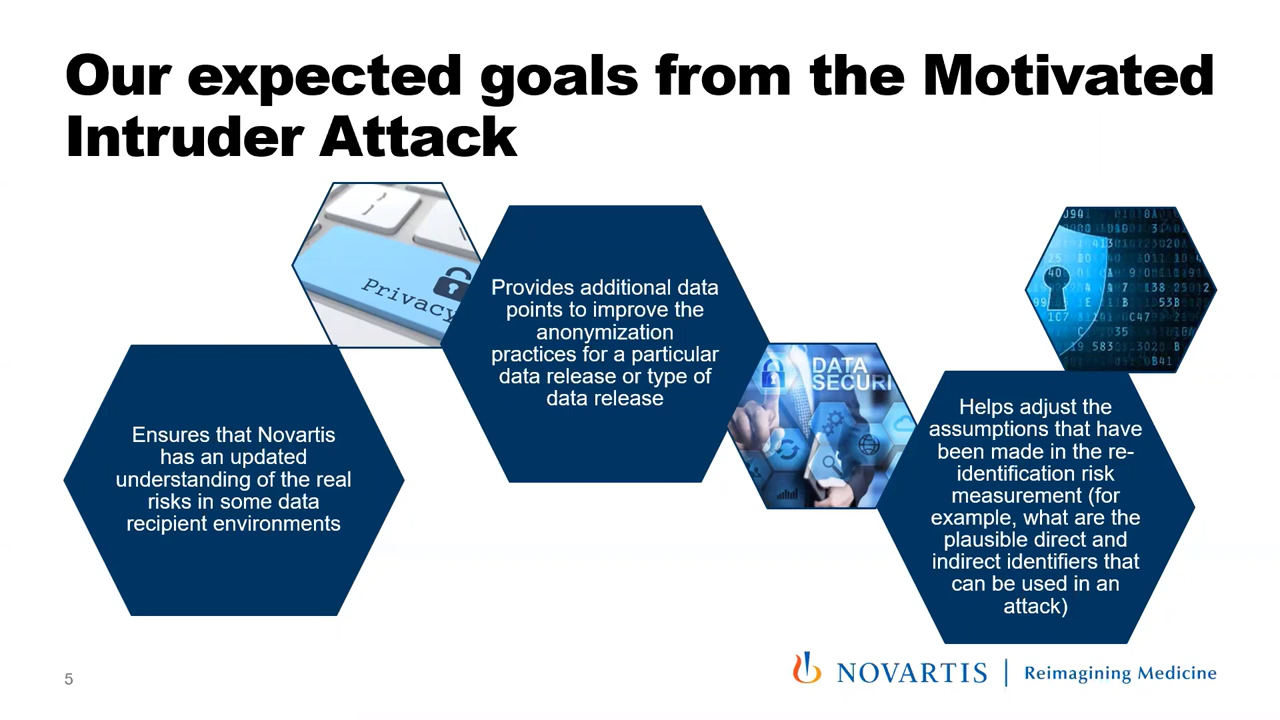 Our expected goals from the Motivated
Intruder Attack
Privacy
Provides additional data
points to improve the
anonymization
practices for a particular
data release or type of
data release
Ensures that Novartis
has an updated
understanding of the real
risks in some data
recipient environments
DATA
SECURI
Helps adjust the
assumptions that have
been made in the re-
identification risk
measurement (for
example, what are the
plausible direct and
indirect identifiers that
can be used in an
attack)
5
NOVARTIS | Reimagining Medicine